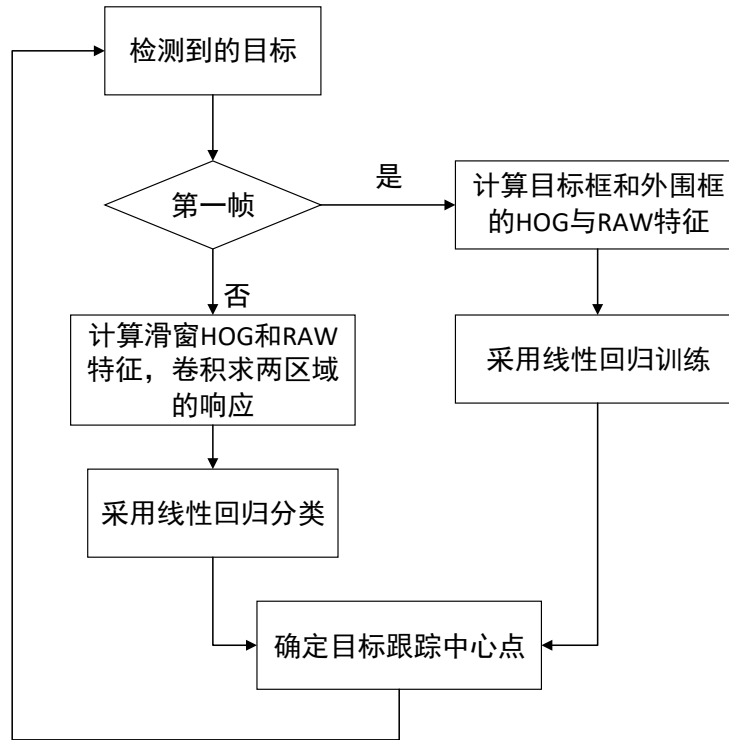 检测到的目标
第一帧
是
计算目标框和外围框
的HOG与RAW特征
否
计算滑窗HOG和RAW
特征，卷积求两区域
的响应
采用线性回归训练
采用线性回归分类
确定目标跟踪中心点